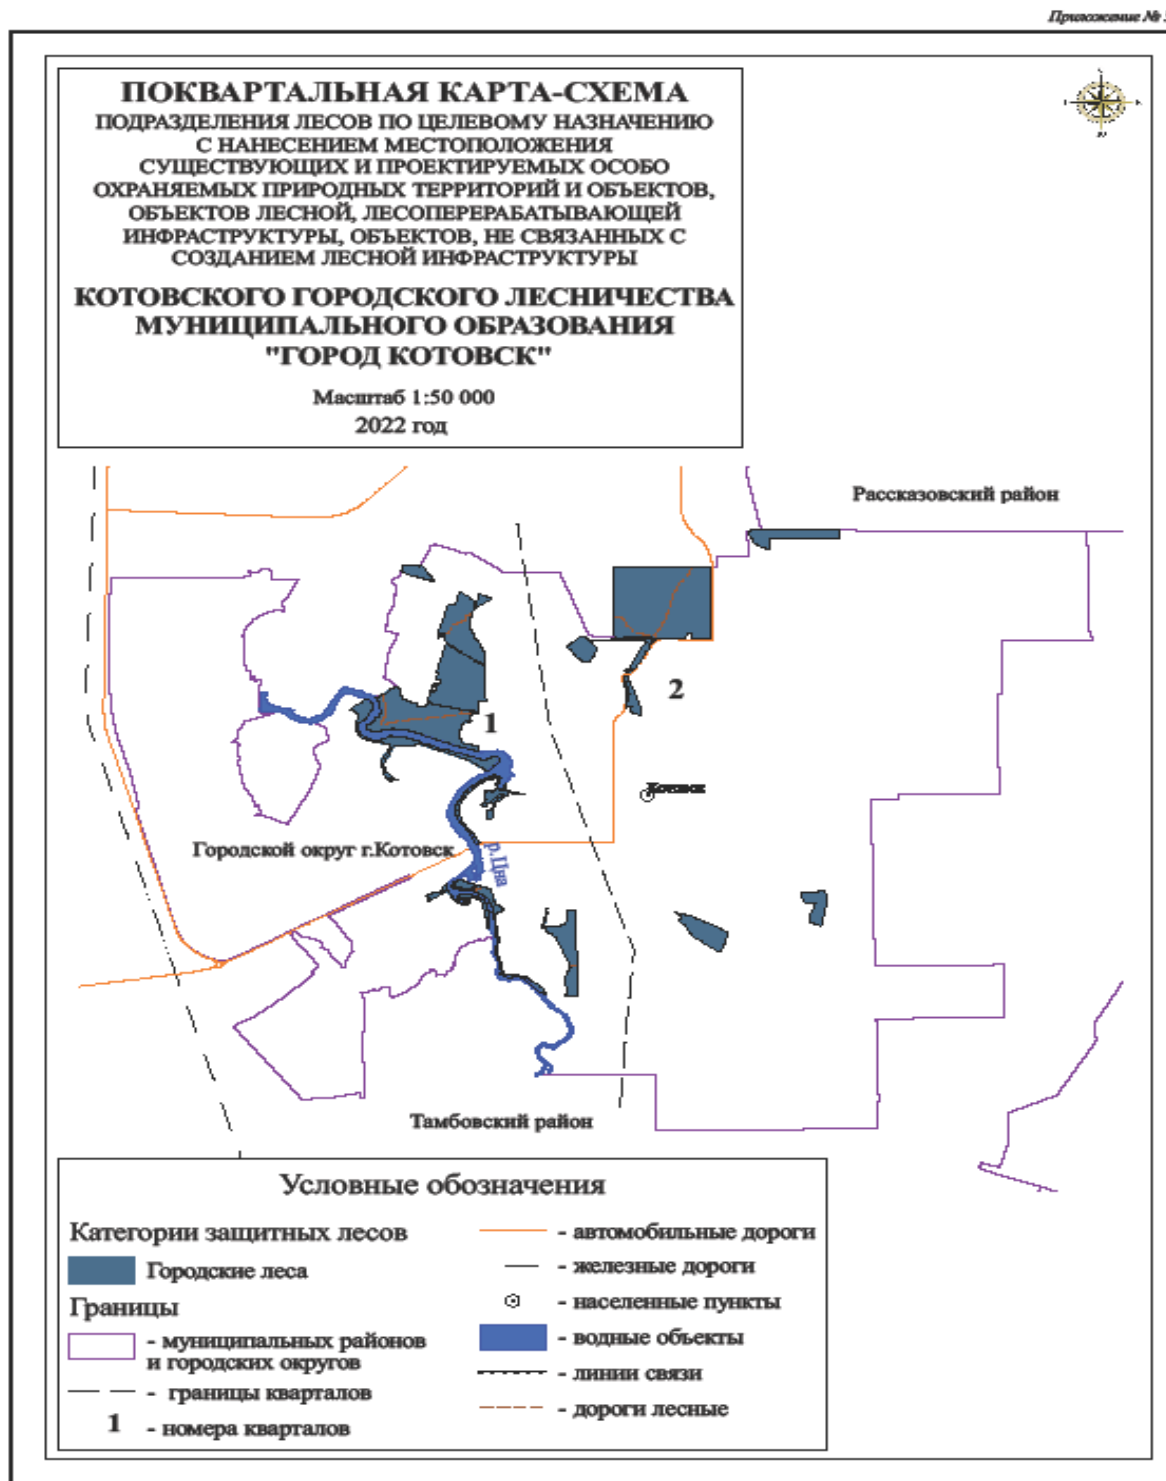 Приложение №
ПОКВАРТАЛЬНАЯ КАРТА-СХЕМА
ПОДРАЗДЕЛЕНИЯ ЛЕСОВ ПО ЦЕЛЕВОМУ НАЗНАЧЕНИЮ
С НАНЕСЕНИЕМ МЕСТОПОЛОЖЕНИЯ
СУЩЕСТВУЮЩИХ И ПРОЕКТИРУЕМЫХ ОСОБО
ОХРАНЯЕМЫХ ПРИРОДНЫХ ТЕРРИТОРИЙ И ОБЪЕКТОВ,
ОБЪЕКТОВ ЛЕСНОЙ, ЛЕСОПЕРЕРАБАТЫВАЮЩЕЙ
ИНФРАСТРУКТУРЫ, ОБЪЕКТОВ, НЕ СВЯЗАННЫХ С
СОЗДАНИЕМ ЛЕСНОЙ ИНФРАСТРУКТУРЫ
КОТОВСКОГО ГОРОДСКОГО ЛЕСНИЧЕСТВА
МУНИЦИПАЛЬНОГО ОБРАЗОВАНИЯ
"ГОРОД КОТОВСК"
Масштаб 1:50 000
2022 год
Рассказовский район
2
1
Котовск
Городской округ г.Котовск
р.Цна
Тамбовский район
Условные обозначения
Категории защитных лесов
Городские леса
Границы
- муниципальных районов
и городских округов
- границы кварталов
1 - номера кварталов
- автомобильные дороги
- железные дороги
- населенные пункты
- водные объекты
- линии связи
- дороги лесные